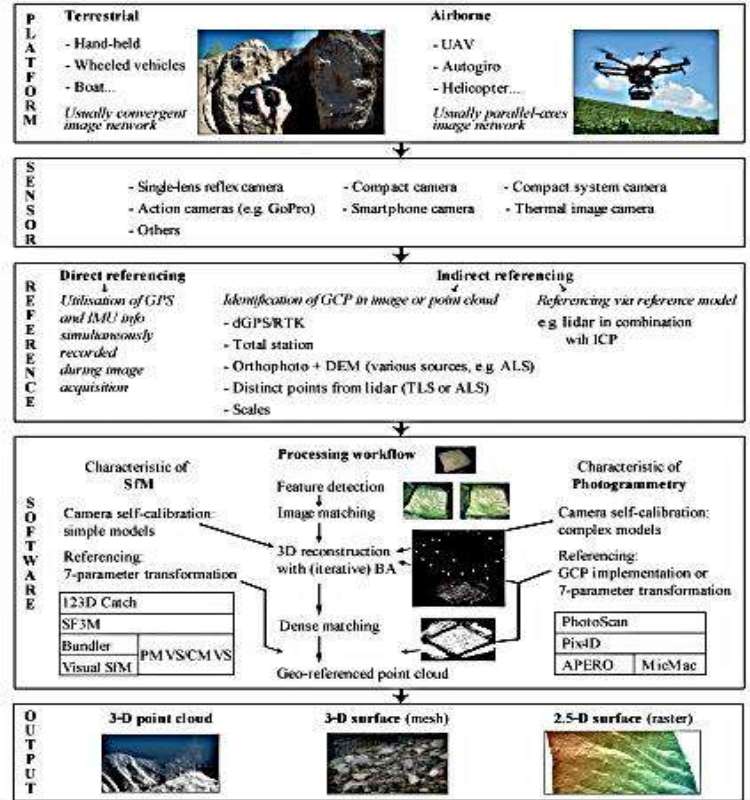 PLATFORM
Terrestrial
- Hand-held
- Wheeled vehicles
- Boat...
Usually convergent
image network
Airborne
- UAV
- Autogiro
- Helicopter...
Usually parallel-axes
image network
SENSOR
- Single-lens reflex camera
- Compact camera
- Compact system camera
- Action cameras (e.g. GoPro)
- Smartphone camera
- Thermal image camera
- Others
REFERENCE
Direct referencing
Utilisation of GPS
and IMU info
simultaneously
recorded
during image
acquisition
Indirect referencing
Identification of GCP in image or point cloud
- dGPS/RTK
- Total station
- Orthophoto + DEM (various sources, e.g. ALS)
- Distinct points from lidar (TLS or ALS)
- Scales
Referencing via reference model
e.g. lidar in combination
with ICP
SOFTWARE
Characteristic of
SfM
Camera self-calibration:
simple models
Referencing:
7-parameter transformation
123D Catch
SF3M
Bundler
Visual SfM
PMVS/CMVS
Processing workflow
Feature detection
Image matching
3D reconstruction
with (iterative) BA
Dense matching
Geo-referenced point cloud
Characteristic of
Photogrammetry
Camera self-calibration:
complex models
Referencing:
GCP implementation or
7-parameter transformation
PhotoScan
Pix4D
APERO
MicMac
OUTPUT
3-D point cloud
3-D surface (mesh)
2.5-D surface (raster)